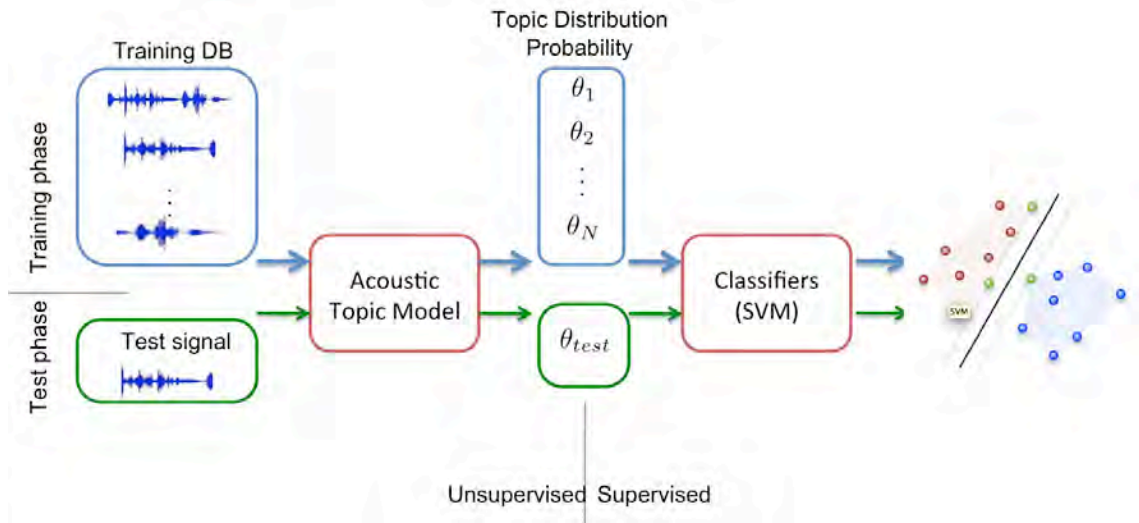 Topic Distribution
Probability
Training DB
θ1
θ2
⋮
θN
Training phase
Acoustic
Topic Model
Classifiers
(SVM)
SVM
Test phase
Test signal
θtest
Unsupervised
Supervised